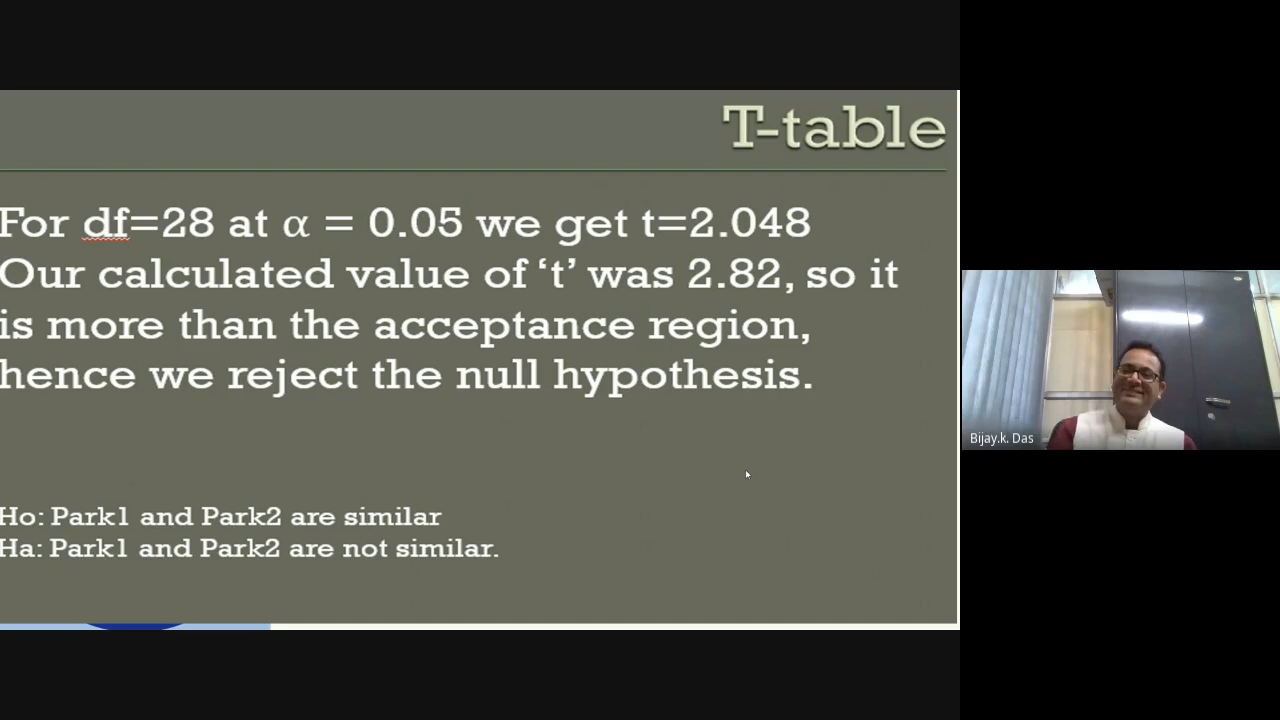 T-table
For df=28 at α = 0.05 we get t=2.048
Our calculated value of ‘t’ was 2.82, so it
is more than the acceptance region,
hence we reject the null hypothesis.
Ho: Park1 and Park2 are similar
Ha: Park1 and Park2 are not similar.
Bijay.k. Das